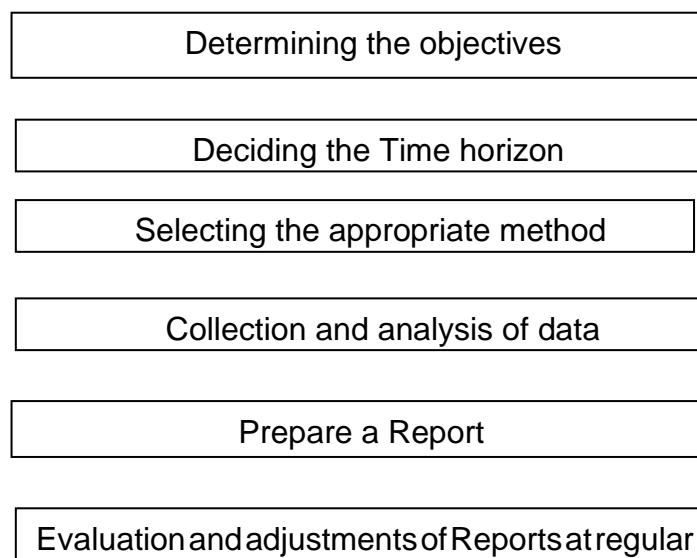 Determining the objectives
Deciding the Time horizon
Selecting the appropriate method
Collection and analysis of data
Prepare a Report
Evaluation and adjustments of Reports at regular